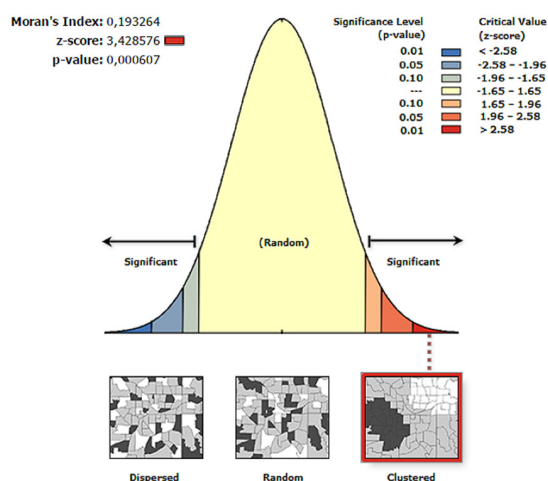 Moran's Index: 0,193264
z-score: 3,428576
p-value: 0,000607
Significance Level
(p-value)
Critical Value
(z-score)
0.01 < -2.58
0.05 -2.58 – -1.96
0.10 -1.96 – -1.65
--- -1.65 – 1.65
0.10 1.65 – 1.96
0.05 1.96 – 2.58
0.01 > 2.58
(Random)
Significant
Significant
Dispersed
Random
Clustered